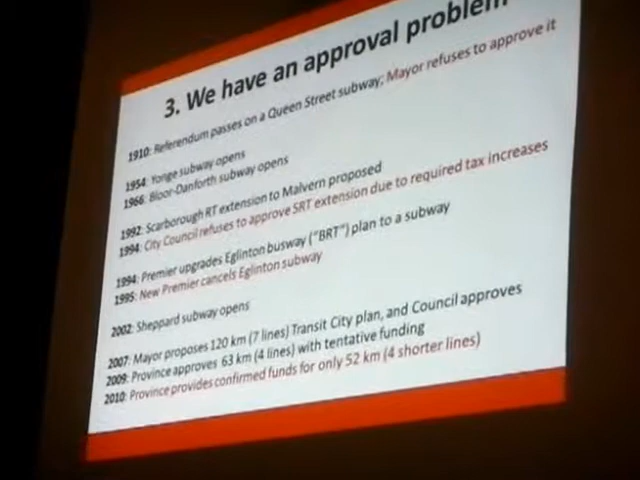 3. We have an approval problem
1910: Referendum passes on a Queen Street subway; Mayor refuses to approve it
1954: Yonge subway opens
1966: Bloor-Danforth subway opens
1992: Scarborough RT extension to Malvern proposed
1994: City Council refuses to approve SRT extension due to required tax increases
1994: Premier upgrades Eglinton busway ("BRT") plan to a subway
1995: New Premier cancels Eglinton subway
2002: Sheppard subway opens
2007: Mayor proposes 120 km (7 lines) Transit City plan, and Council approves
2009: Province approves 63 km (4 lines) with tentative funding
2010: Province provides confirmed funds for only 52 km (4 shorter lines)